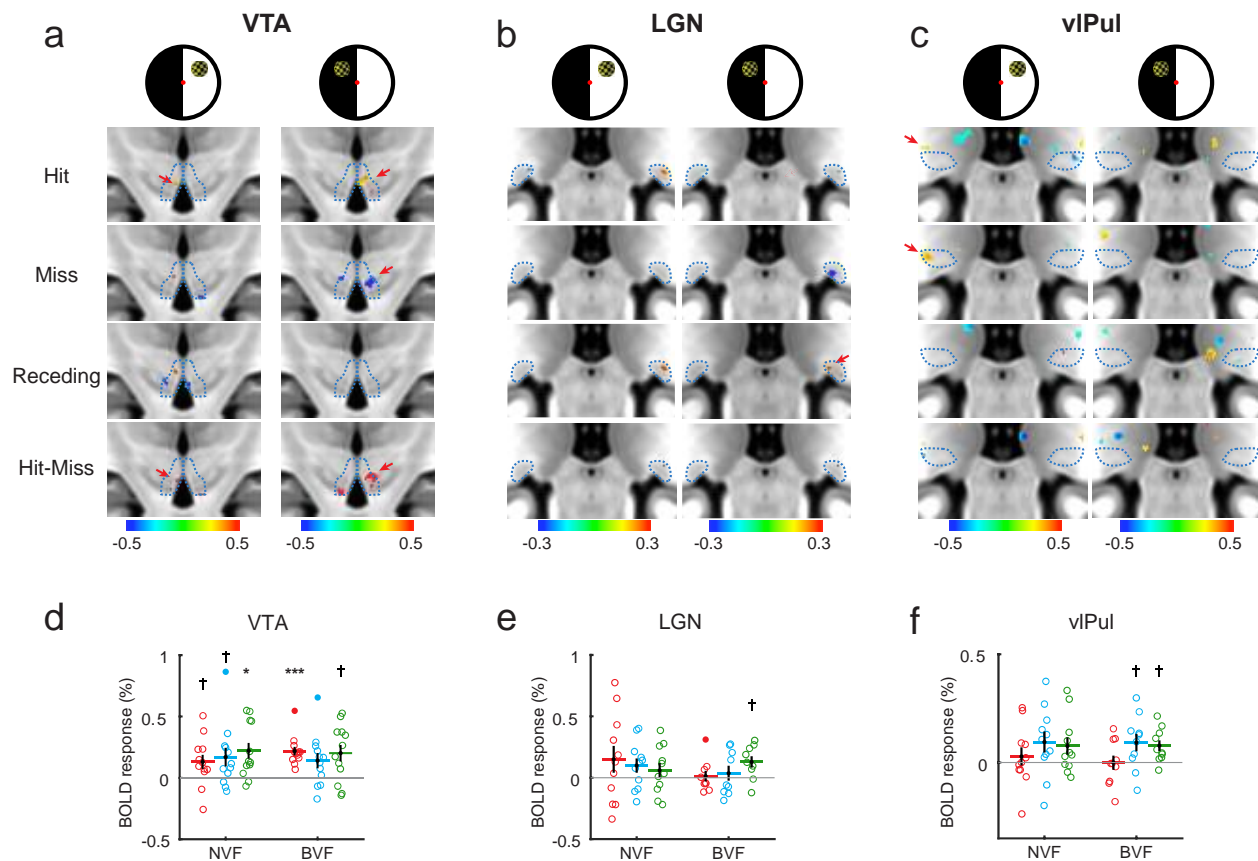 a VTA
b LGN
c vlPul
Hit
Miss
Receding
Hit-Miss
-0.5 0.5 -0.5 0.5
-0.3 0.3 -0.3 0.3
-0.5 0.5 -0.5 0.5
d VTA
BOLD response (%)
1
† † * *** †
0.5
0
-0.5
NVF BVF
e LGN
BOLD response (%)
1
0.5
†
0
-0.5
NVF BVF
f vlPul
BOLD response (%)
0.5
† †
0
NVF BVF